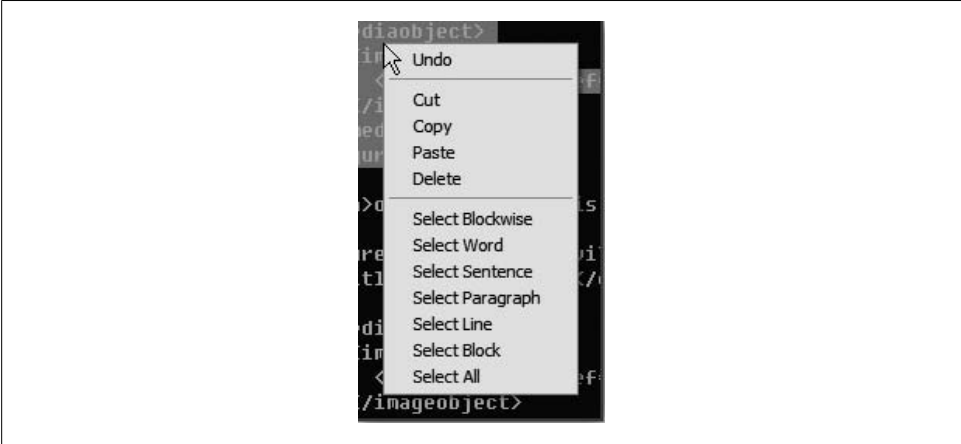 diaobject>
Undo
Cut
Copy
Paste
Delete
Select Blockwise
Select Word
Select Sentence
Select Paragraph
Select Line
Select Block
Select All
/imageobject>